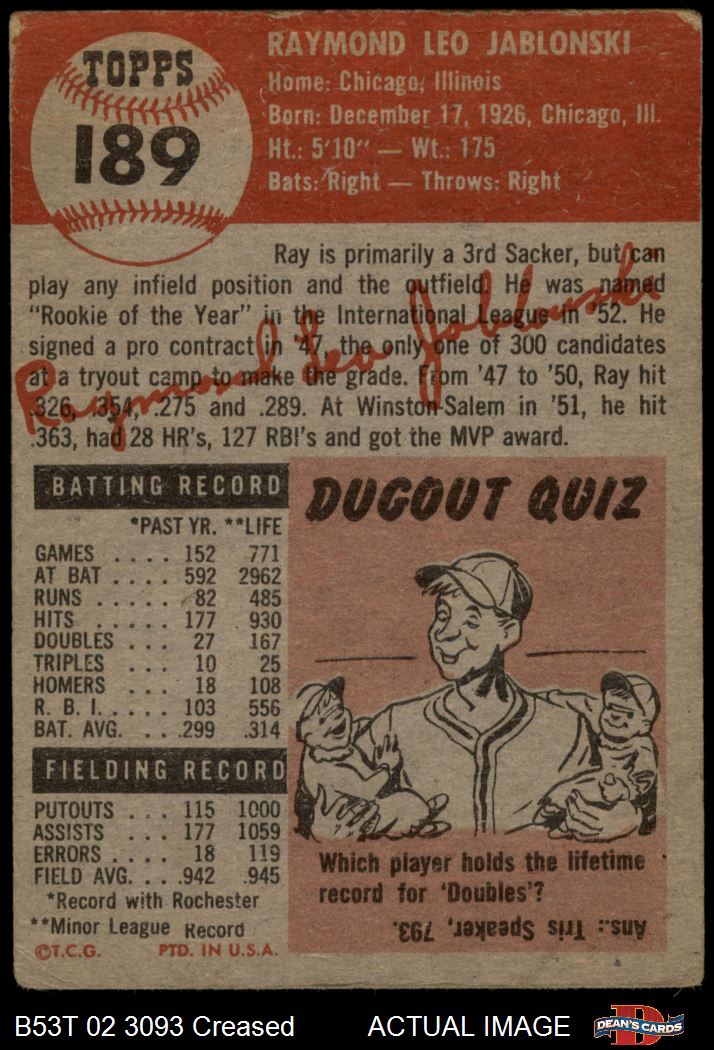 TOPPS
189
RAYMOND LEO JABLONSKI
Home: Chicago, Illinois
Born: December 17, 1926, Chicago, Ill.
Ht.: 5'10" — Wt.: 175
Bats: Right — Throws: Right
Ray is primarily a 3rd Sacker, but can
play any infield position and the outfield. He was named
"Rookie of the Year" in the International League in '52. He
signed a pro contract in '47, the only one of 300 candidates
at a tryout camp to make the grade. From '47 to '50, Ray hit
.326, .354, .275 and .289. At Winston-Salem in '51, he hit
.363, had 28 HR's, 127 RBI's and got the MVP award.
Raymond Leo Jablonski
BATTING RECORD
*PAST YR. **LIFE
GAMES .... 152 771
AT BAT .... 592 2962
RUNS ..... 82 485
HITS ..... 177 930
DOUBLES ... 27 167
TRIPLES ... 10 25
HOMERS ... 18 108
R. B. I. .... 103 556
BAT. AVG. ... .299 .314
FIELDING RECORD
PUTOUTS ... 115 1000
ASSISTS ... 177 1059
ERRORS .... 18 119
FIELD AVG. .. .942 .945
*Record with Rochester
**Minor League Record
©T.C.G. PTD. IN U.S.A.
DUGOUT QUIZ
Which player holds the lifetime
record for 'Doubles'?
Ans.: Tris Speaker, 793.
B53T 02 3093 Creased ACTUAL IMAGE
DEAN'S CARDS